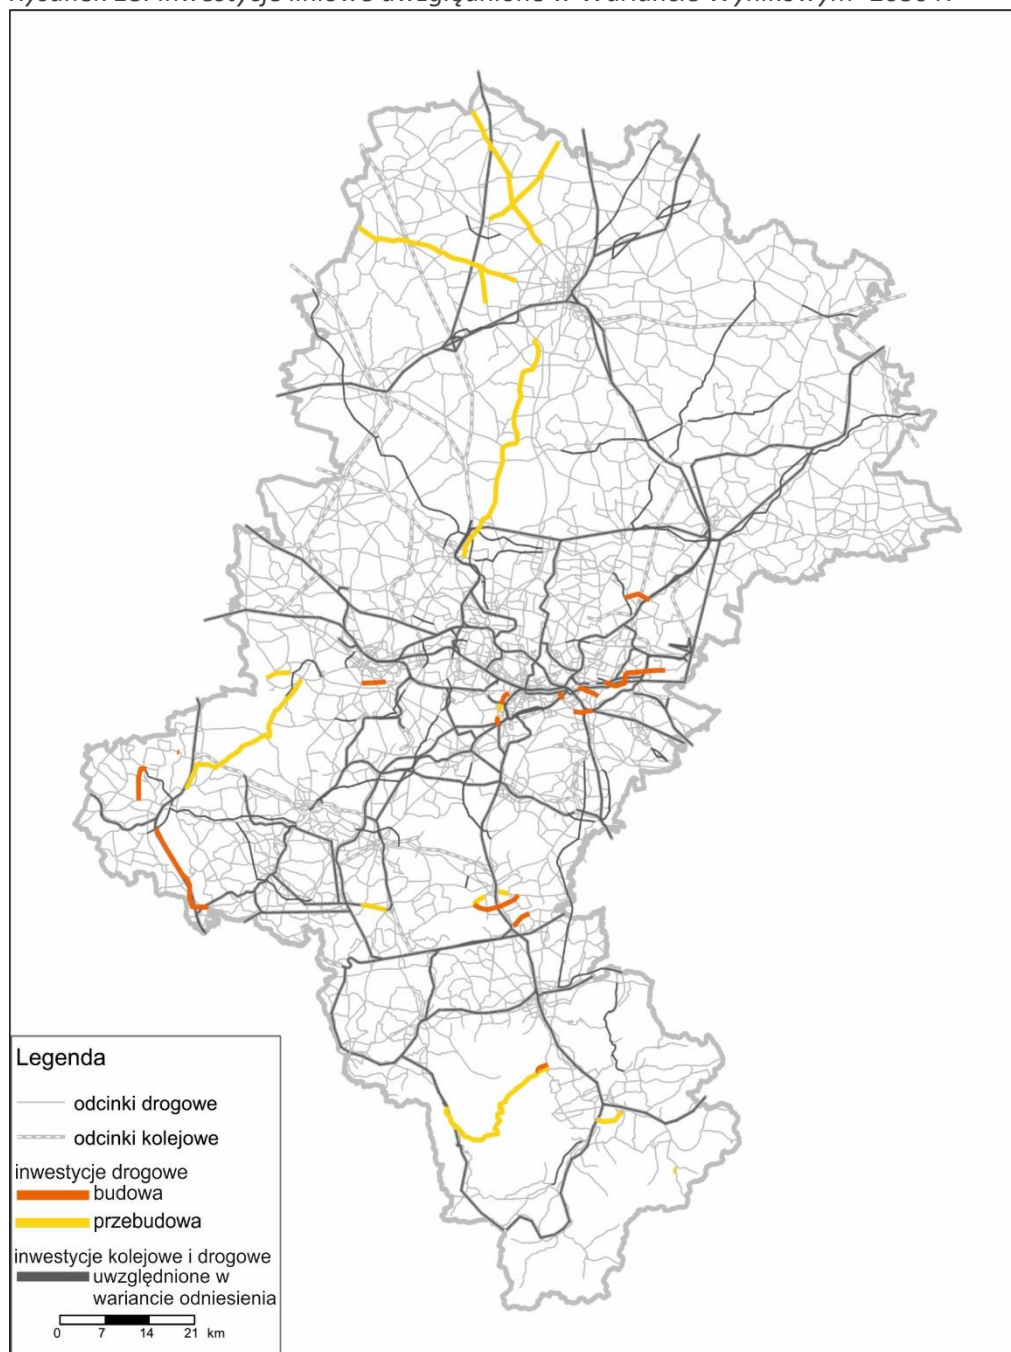 Legenda
odcinki drogowe
odcinki kolejowe
inwestycje drogowe
budowa
przebudowa
inwestycje kolejowe i drogowe
uwzględnione w
wariancie odniesienia
0 7 14 21 km